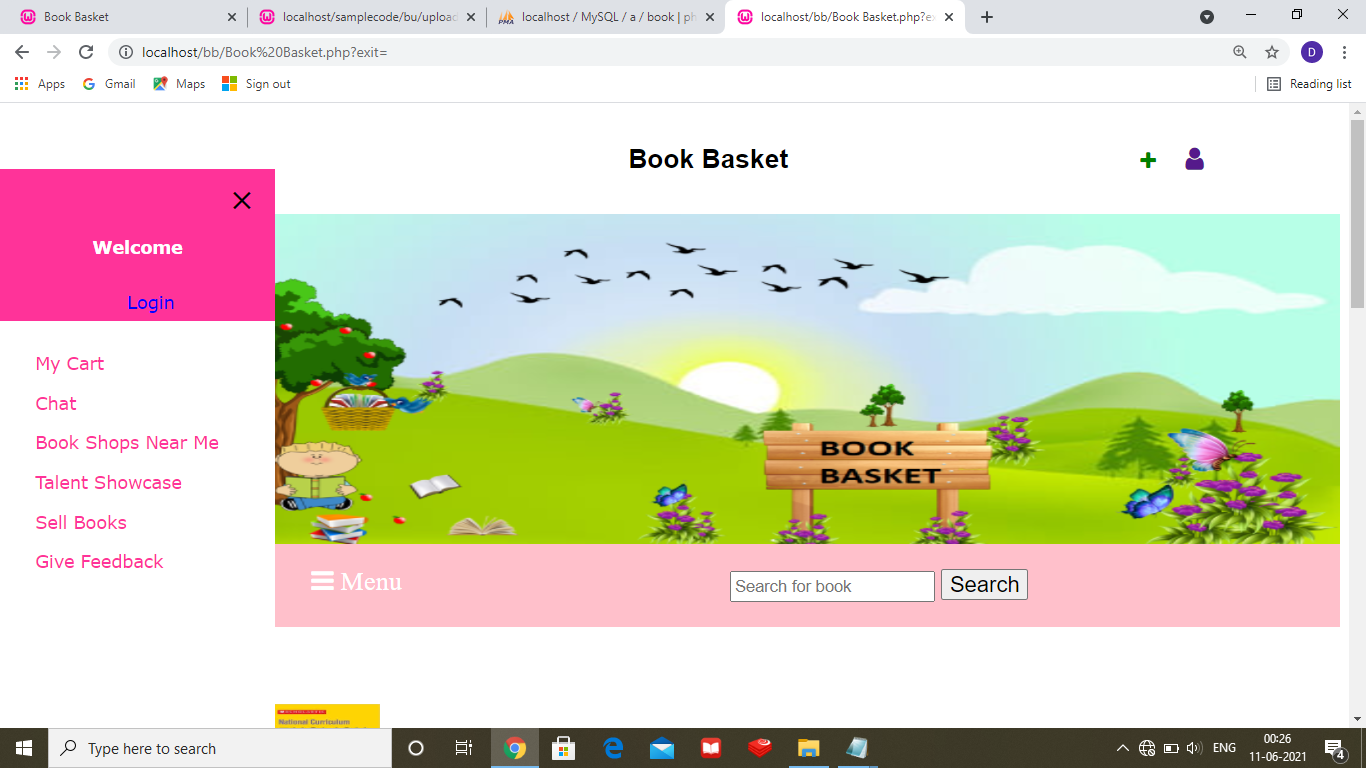 Book Basket
localhost/samplecode/bu/upload
localhost / MySQL / a / book | ph
localhost/bb/Book Basket.php?ex
localhost/bb/Book%20Basket.php?exit=
D
Apps
Gmail
Maps
Sign out
Reading list
Book Basket
Welcome
Login
My Cart
Chat
Book Shops Near Me
Talent Showcase
Sell Books
Give Feedback
BOOK
BASKET
Menu
Search for book
Search
National Curriculum
Type here to search
ENG
00:26
11-06-2021
4